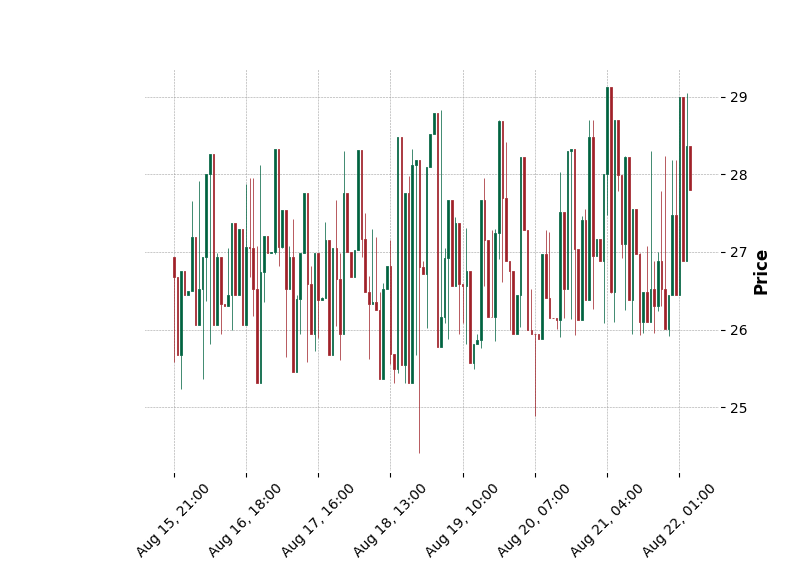 29
28
27
26
25
Price
Aug 15, 21:00
Aug 16, 18:00
Aug 17, 16:00
Aug 18, 13:00
Aug 19, 10:00
Aug 20, 07:00
Aug 21, 04:00
Aug 22, 01:00